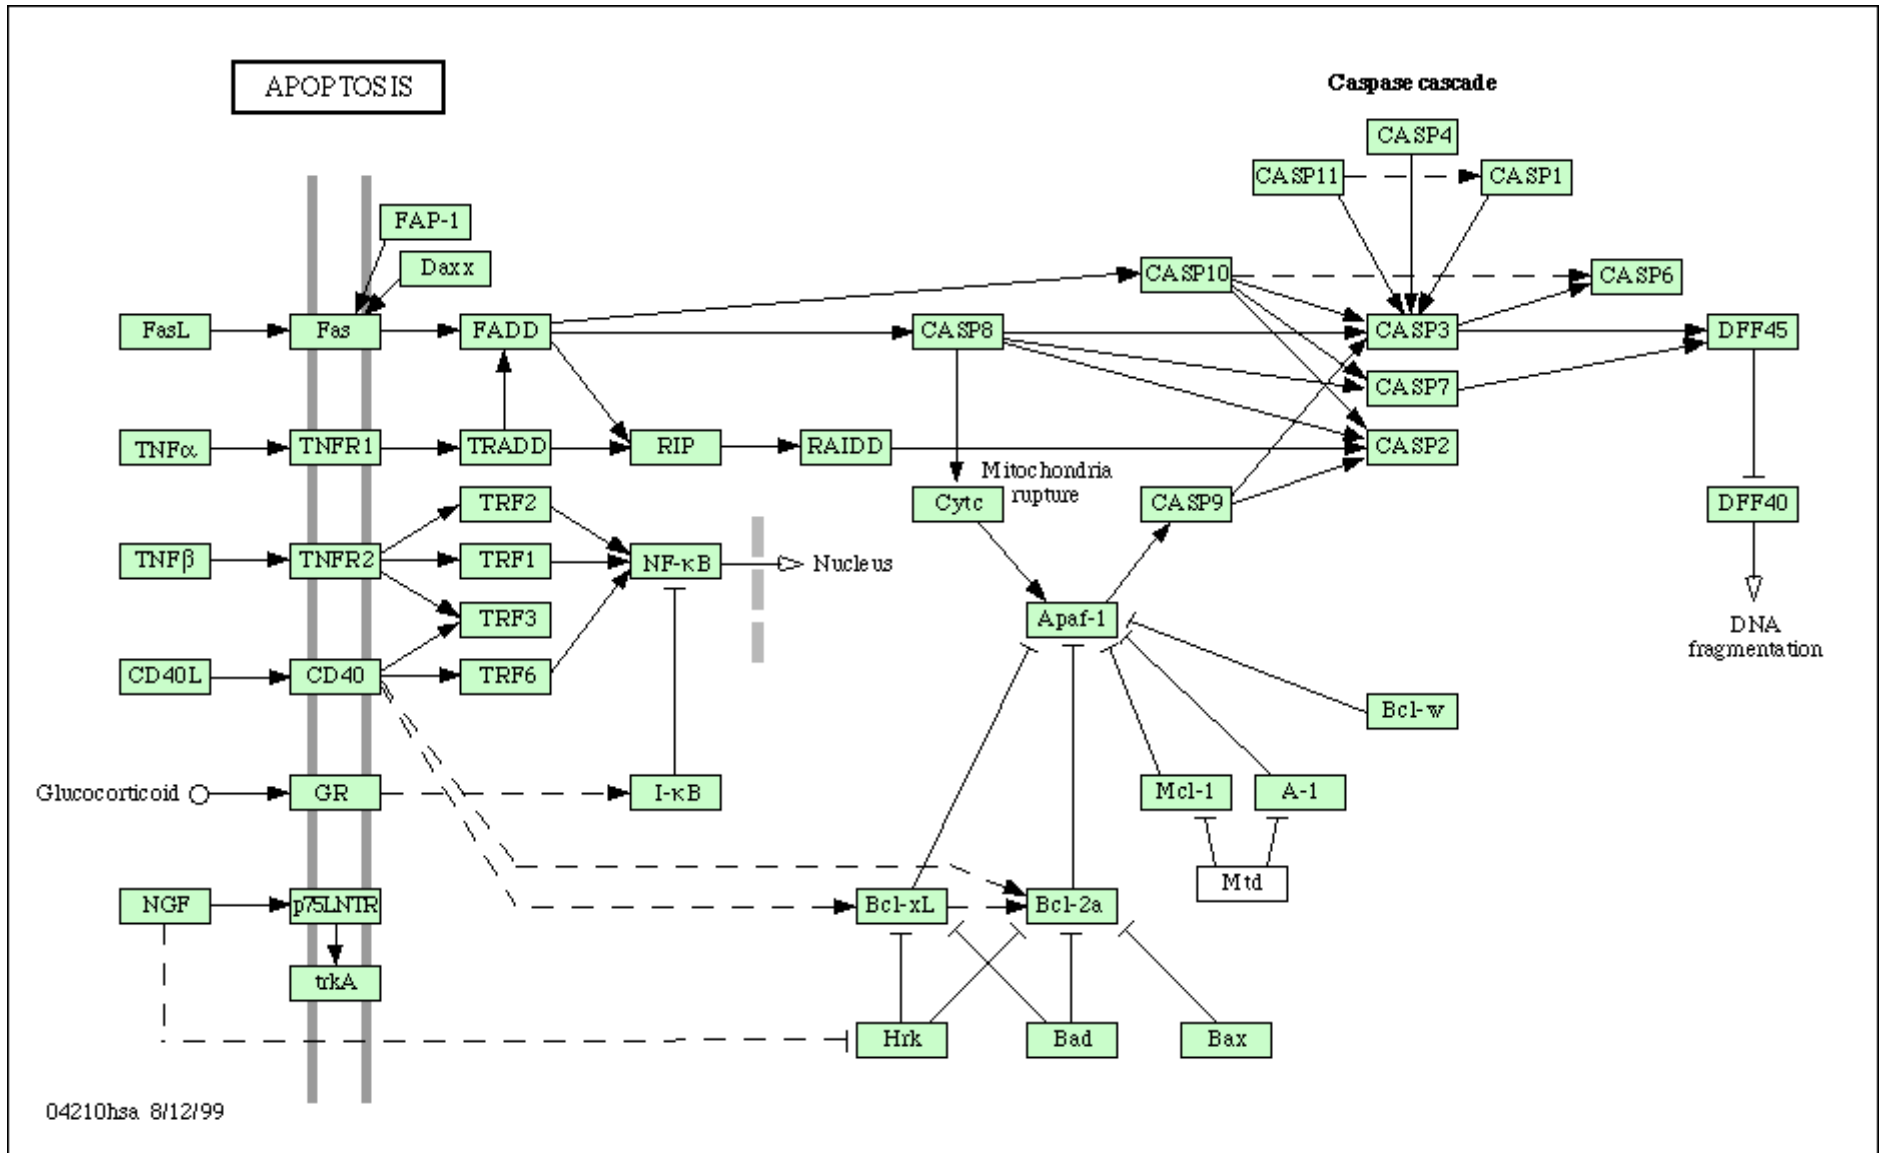 APOPTOSIS
Caspase cascade
CASP4
CASP11
CASP1
FAP-1
Daxx
CASP10
CASP6
FasL
Fas
FADD
CASP8
CASP3
DFF45
CASP7
TNFα
TNFR1
TRADD
RIP
RAIDD
CASP2
Mitochondria
rupture
TRF2
Cytc
CASP9
DFF40
TNFβ
TNFR2
TRF1
NF-κB
Nucleus
TRF3
Apaf-1
DNA
fragmentation
CD40L
CD40
TRF6
Bcl-w
Glucocorticoid
GR
I-κB
Mcl-1
A-1
Mtd
NGF
p75LNTR
Bcl-xL
Bcl-2a
trkA
Hrk
Bad
Bax
04210hsa 8/12/99